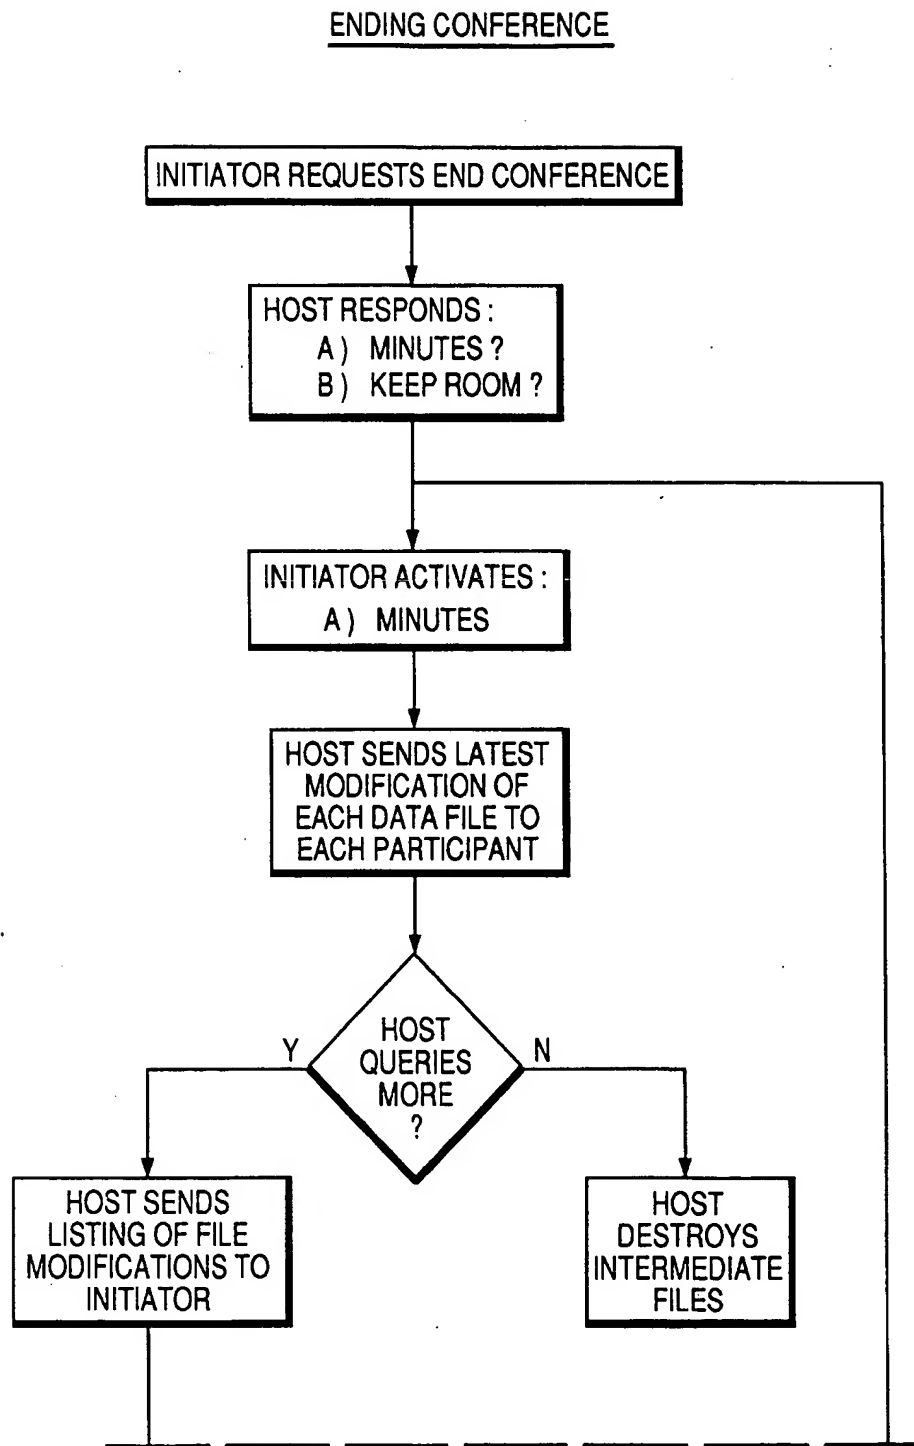 ENDING CONFERENCE
INITIATOR REQUESTS END CONFERENCE
HOST RESPONDS :
A ) MINUTES ?
B ) KEEP ROOM ?
INITIATOR ACTIVATES :
A ) MINUTES
HOST SENDS LATEST
MODIFICATION OF
EACH DATA FILE TO
EACH PARTICIPANT
HOST
QUERIES
MORE
?
Y
N
HOST SENDS
LISTING OF FILE
MODIFICATIONS TO
INITIATOR
HOST
DESTROYS
INTERMEDIATE
FILES